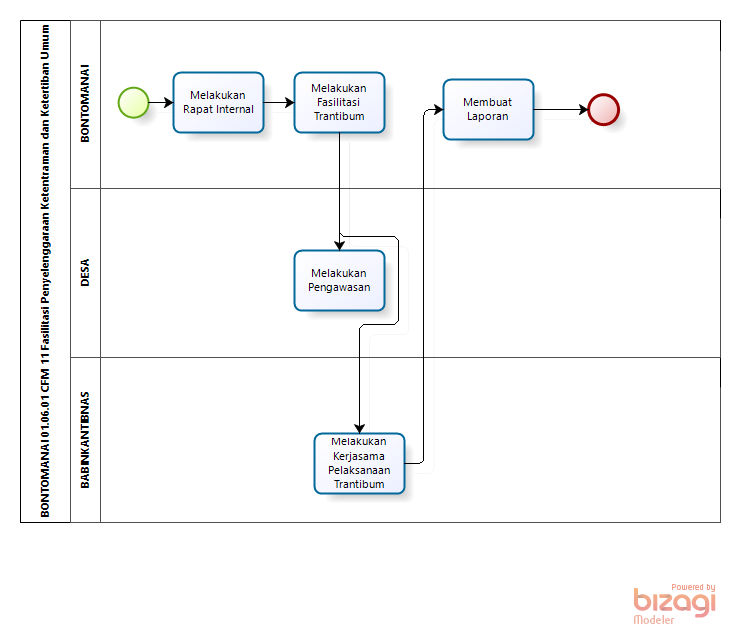 BONTOMANAI 01.06.01 CFM 11 Fasilitasi Penyelenggaraan Ketentraman dan Ketertiban Umum
BONTOMANAI
Melakukan
Rapat Internal
Melakukan
Fasilitasi
Trantibum
Membuat
Laporan
DESA
Melakukan
Pengawasan
BABINKANTIBNAS
Melakukan
Kerjasama
Pelaksanaan
Trantibum
Powered by
bizagi
Modeler